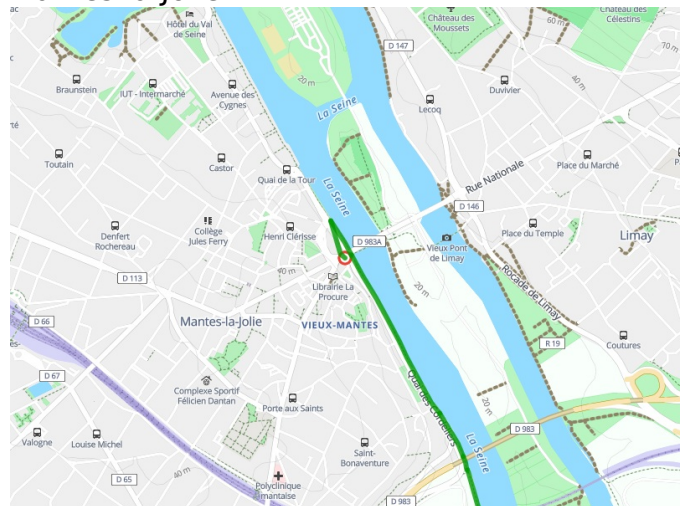 Hôtel du Val
de Seine
Château des
Moussets
Château des
Célestins
60 m
70 m
D 147
20 m
40 m
Braunstein
IUT - Intermarché
Avenue des
Cygnes
Duvivier
La Seine
Lecoq
Toutain
Castor
Place du Marché
Quai de la Tour
La Seine
Rue Nationale
D 146
Denfert
Rochereau
Collège
Jules Ferry
Henri Clérisse
D 983A
Vieux Pont
de Limay
Place du Temple
Limay
D 113
40 m
Librairie La
Procure
20 m
Rocade de Limay
D 66
Mantes-la-Jolie
VIEUX-MANTES
R 19
Coutures
D 67
Complexe Sportif
Félicien Dantan
Quai des Cordeliers
20 m
Porte aux Saints
Valogne
Louise Michel
La Seine
D 983
Saint-
Bonaventure
D 65
40 m
Polyclinique
Mantaise
D 983